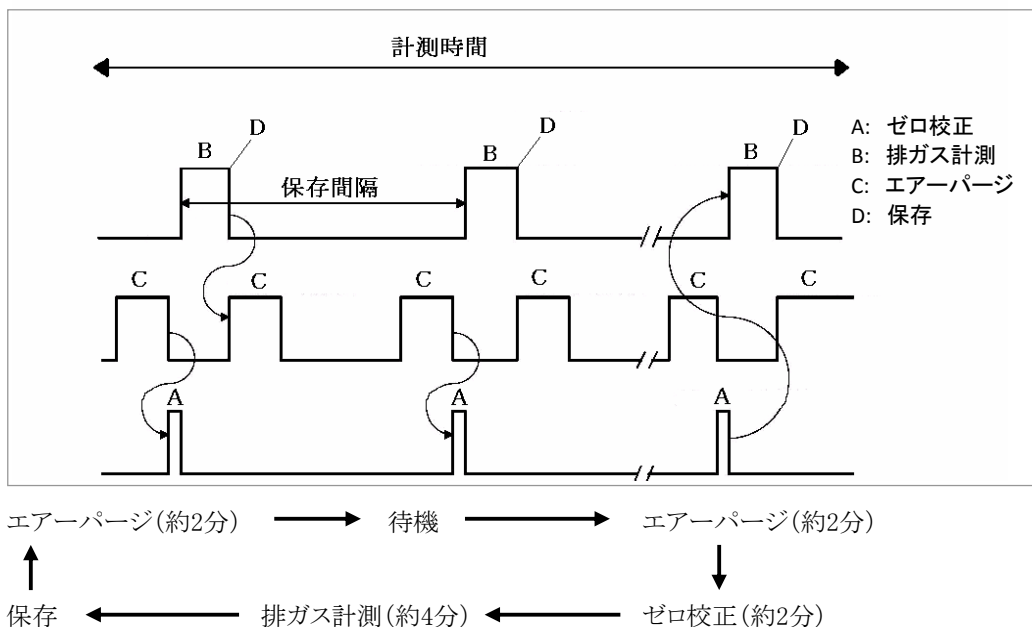 計測時間
D
D
D
B
B
B
A: ゼロ校正
B: 排ガス計測
C: エアーパージ
D: 保存
保存間隔
C
C
C
C
C
C
A
A
A
エアーパージ(約2分)
待機
エアーパージ(約2分)
保存
排ガス計測(約4分)
ゼロ校正(約2分)